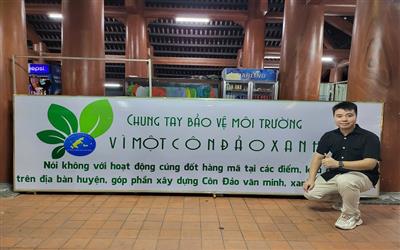 pepsi
CHUNG TAY BẢO VỆ MÔI TRƯỜNG
VÌ MỘT CÔN ĐẢO XANH
Nói không với hoạt động cúng đốt hàng mã tại các điểm,
trên địa bàn huyện, góp phần xây dựng Côn Đảo văn minh,